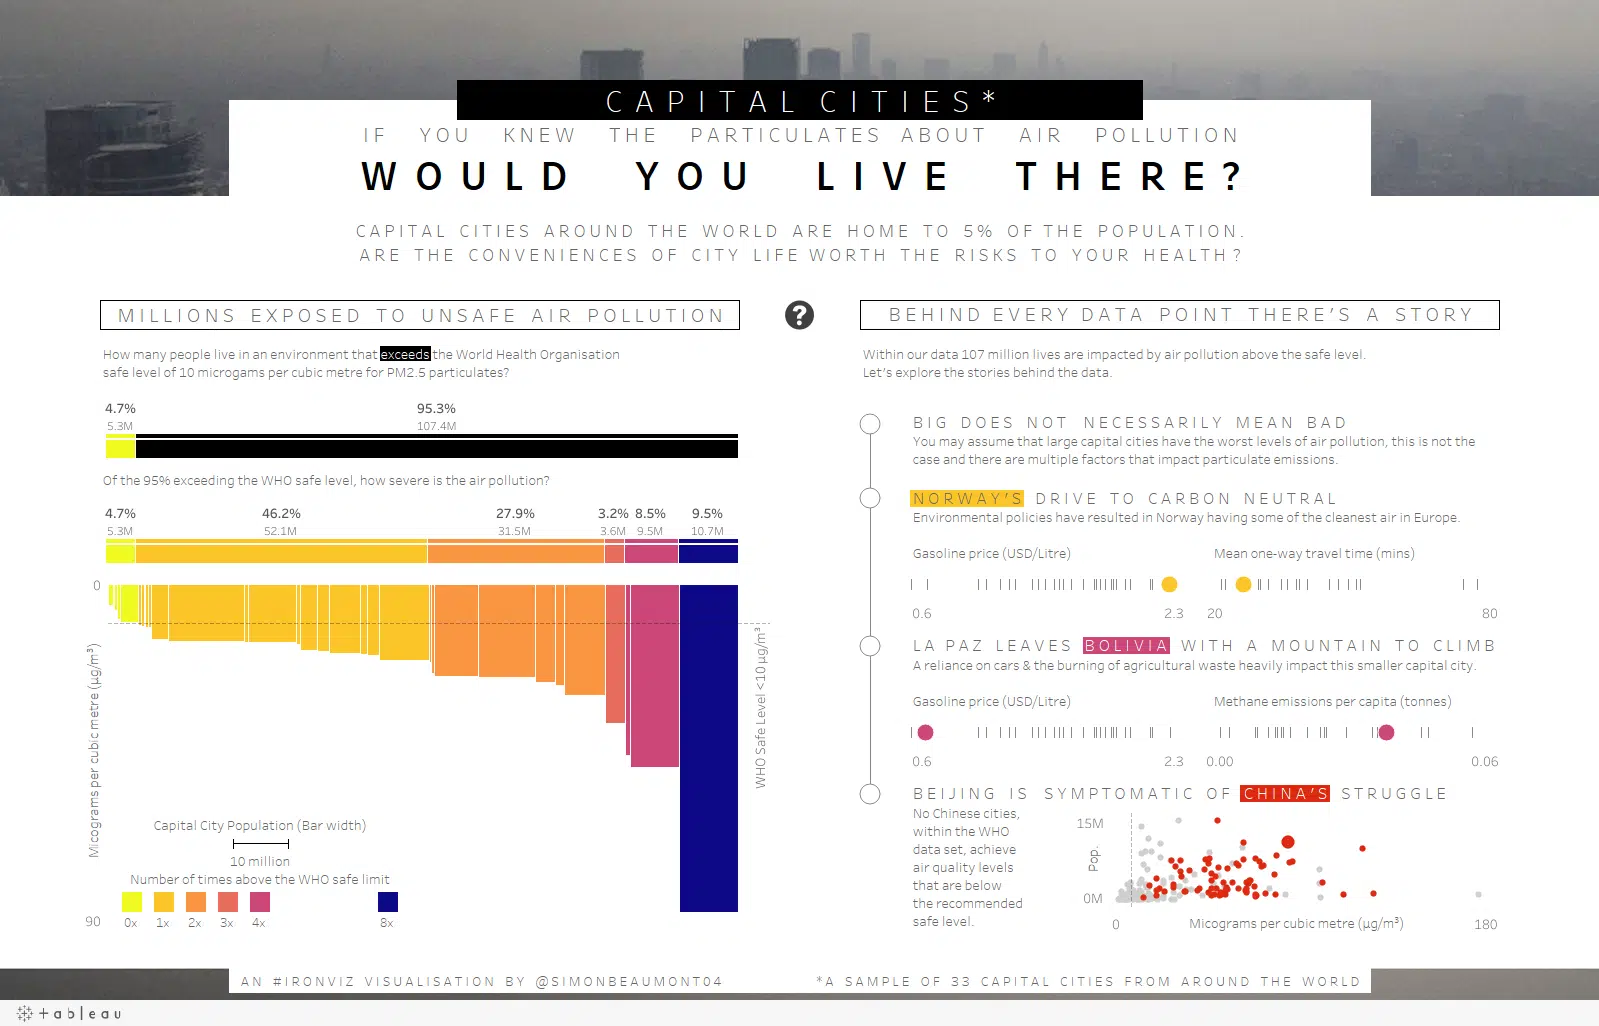 CAPITAL CITIES*
IF YOU KNEW THE PARTICULATES ABOUT AIR POLLUTION
WOULD YOU LIVE THERE?
CAPITAL CITIES AROUND THE WORLD ARE HOME TO 5% OF THE POPULATION.
ARE THE CONVENIENCES OF CITY LIFE WORTH THE RISKS TO YOUR HEALTH?
MILLIONS EXPOSED TO UNSAFE AIR POLLUTION
?
How many people live in an environment that exceeds the World Health Organisation
safe level of 10 microgams per cubic metre for PM2.5 particulates?
4.7% 95.3%
5.3M 107.4M
Of the 95% exceeding the WHO safe level, how severe is the air pollution?
4.7% 46.2% 27.9% 3.2% 8.5% 9.5%
5.3M 52.1M 31.5M 3.6M 9.5M 10.7M
0
Micograms per cubic metre (µg/m³)
WHO Safe Level <10 µg/m³
Capital City Population (Bar width)
10 million
Number of times above the WHO safe limit
0x 1x 2x 3x 4x 8x
90
BEHIND EVERY DATA POINT THERE'S A STORY
Within our data 107 million lives are impacted by air pollution above the safe level.
Let's explore the stories behind the data.
BIG DOES NOT NECESSARILY MEAN BAD
You may assume that large capital cities have the worst levels of air pollution, this is not the
case and there are multiple factors that impact particulate emissions.
NORWAY'S DRIVE TO CARBON NEUTRAL
Environmental policies have resulted in Norway having some of the cleanest air in Europe.
Gasoline price (USD/Litre) Mean one-way travel time (mins)
0.6 2.3 20 80
LA PAZ LEAVES BOLIVIA WITH A MOUNTAIN TO CLIMB
A reliance on cars & the burning of agricultural waste heavily impact this smaller capital city.
Gasoline price (USD/Litre) Methane emissions per capita (tonnes)
0.6 2.3 0.00 0.06
BEIJING IS SYMPTOMATIC OF CHINA'S STRUGGLE
No Chinese cities,
within the WHO
data set, achieve
air quality levels
that are below
the recommended
safe level.
15M
Pop.
0M
0 Micograms per cubic metre (µg/m³) 180
AN #IRONVIZ VISUALISATION BY @SIMONBEAUMONT04
*A SAMPLE OF 33 CAPITAL CITIES FROM AROUND THE WORLD
+ableau